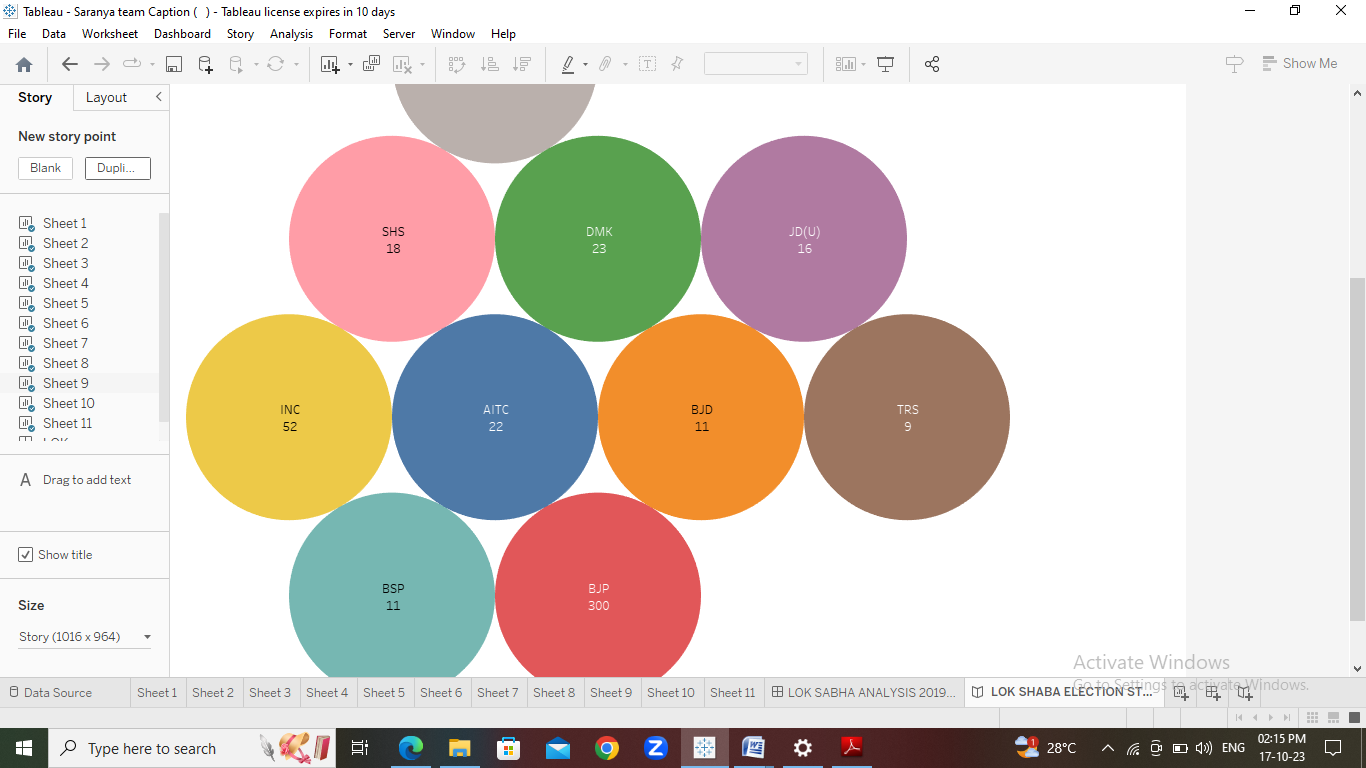 Tableau - Saranya team Caption ( ) - Tableau license expires in 10 days
File Data Worksheet Dashboard Story Analysis Format Server Window Help
Show Me
Story Layout
New story point
Blank Dupli...
Sheet 1
Sheet 2
Sheet 3
Sheet 4
Sheet 5
Sheet 6
Sheet 7
Sheet 8
Sheet 9
Sheet 10
Sheet 11
A Drag to add text
Show title
Size
Story (1016 x 964)
SHS
18
DMK
23
JD(U)
16
INC
52
AITC
22
BJD
11
TRS
9
BSP
11
BJP
300
Activate Windows
Go to Settings to activate Windows.
Data Source Sheet 1 Sheet 2 Sheet 3 Sheet 4 Sheet 5 Sheet 6 Sheet 7 Sheet 8 Sheet 9 Sheet 10 Sheet 11 LOK SABHA ANALYSIS 2019... LOK SHABA ELECTION ST...
Type here to search
1
28°C
ENG
02:15 PM
17-10-23